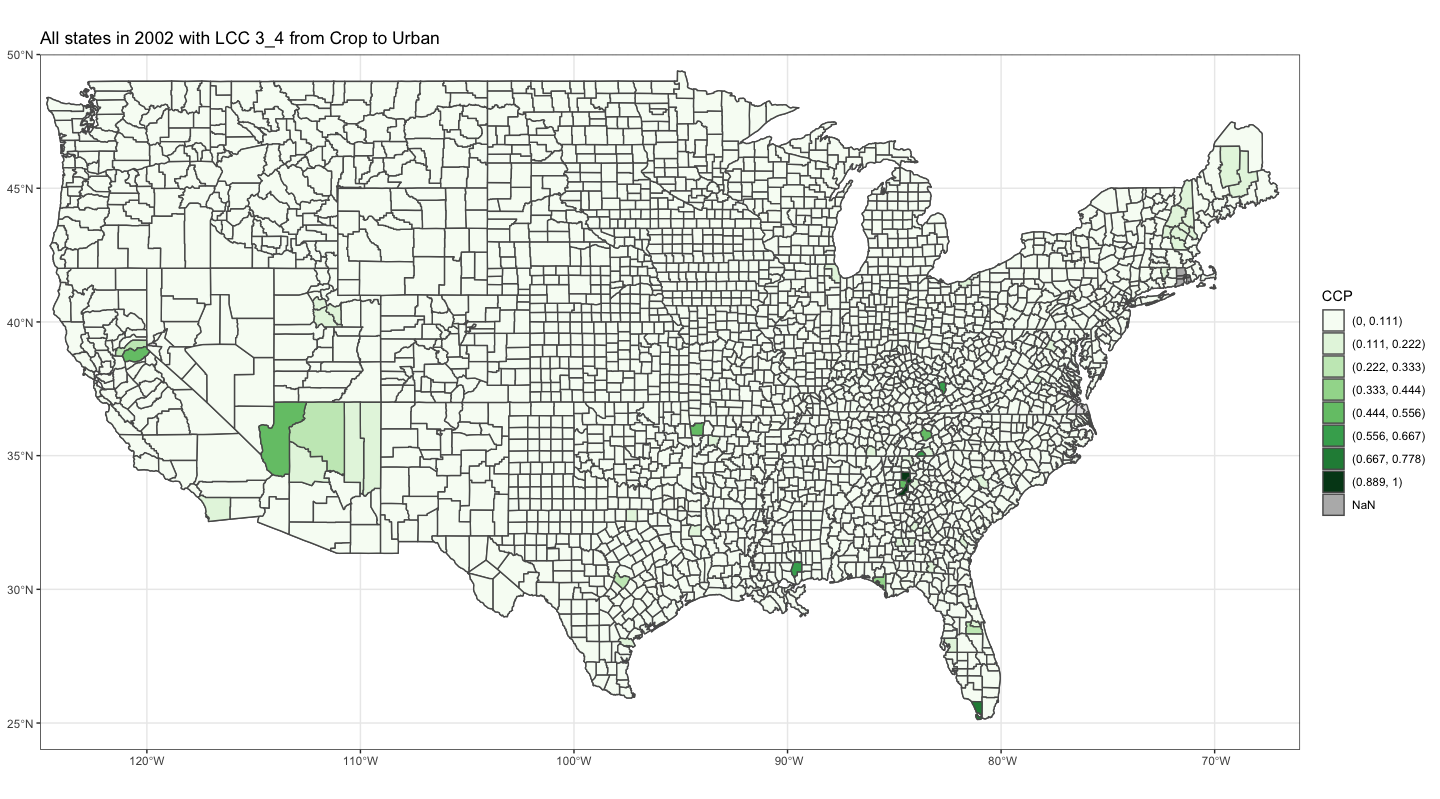 All states in 2002 with LCC 3_4 from Crop to Urban
50°N
45°N
40°N
35°N
30°N
25°N
120°W
110°W
100°W
90°W
80°W
70°W
CCP
(0, 0.111)
(0.111, 0.222)
(0.222, 0.333)
(0.333, 0.444)
(0.444, 0.556)
(0.556, 0.667)
(0.667, 0.778)
(0.889, 1)
NaN